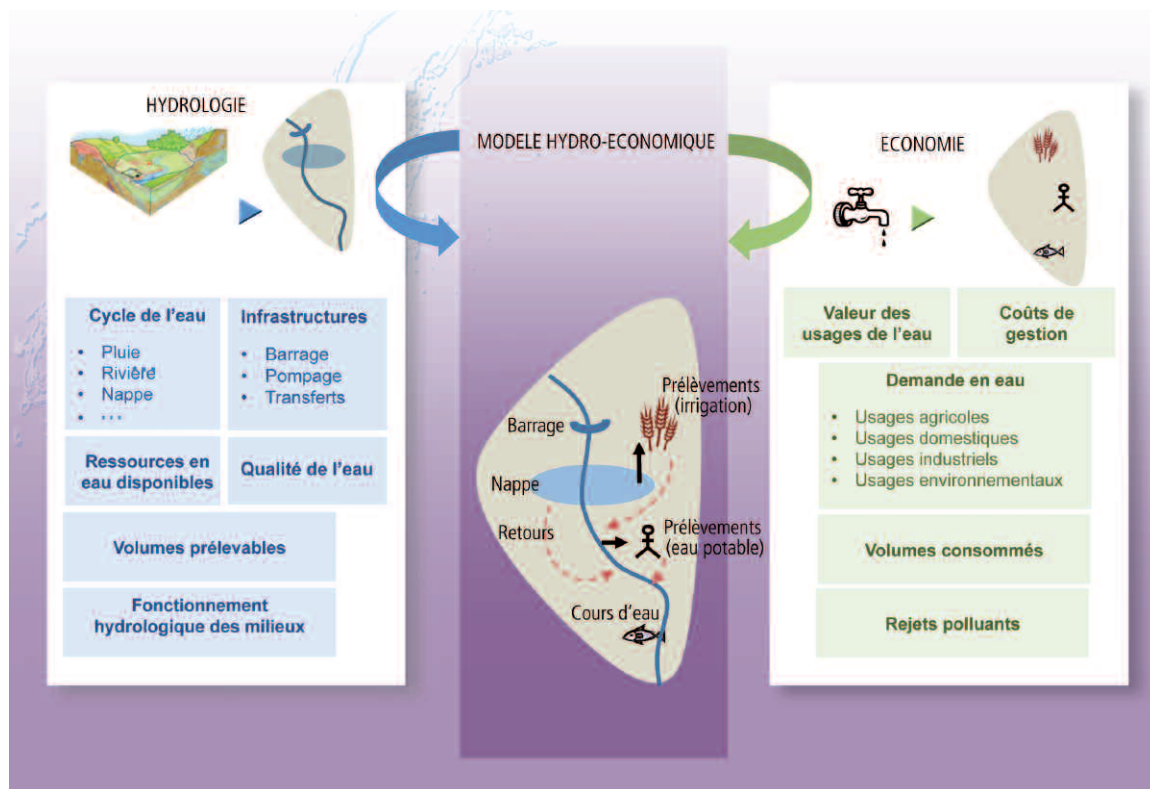 HYDROLOGIE
Cycle de l'eau
• Pluie
• Rivière
• Nappe
• ...
Infrastructures
• Barrage
• Pompage
• Transferts
Ressources en
eau disponibles
Qualité de l'eau
Volumes prélevables
Fonctionnement
hydrologique des milieux
MODELE HYDRO-ECONOMIQUE
Prélèvements
(irrigation)
Barrage
Nappe
Retours
Prélèvements
(eau potable)
Cours d'eau
ECONOMIE
Valeur des
usages de l'eau
Coûts de
gestion
Demande en eau
• Usages agricoles
• Usages domestiques
• Usages industriels
• Usages environnementaux
Volumes consommés
Rejets polluants